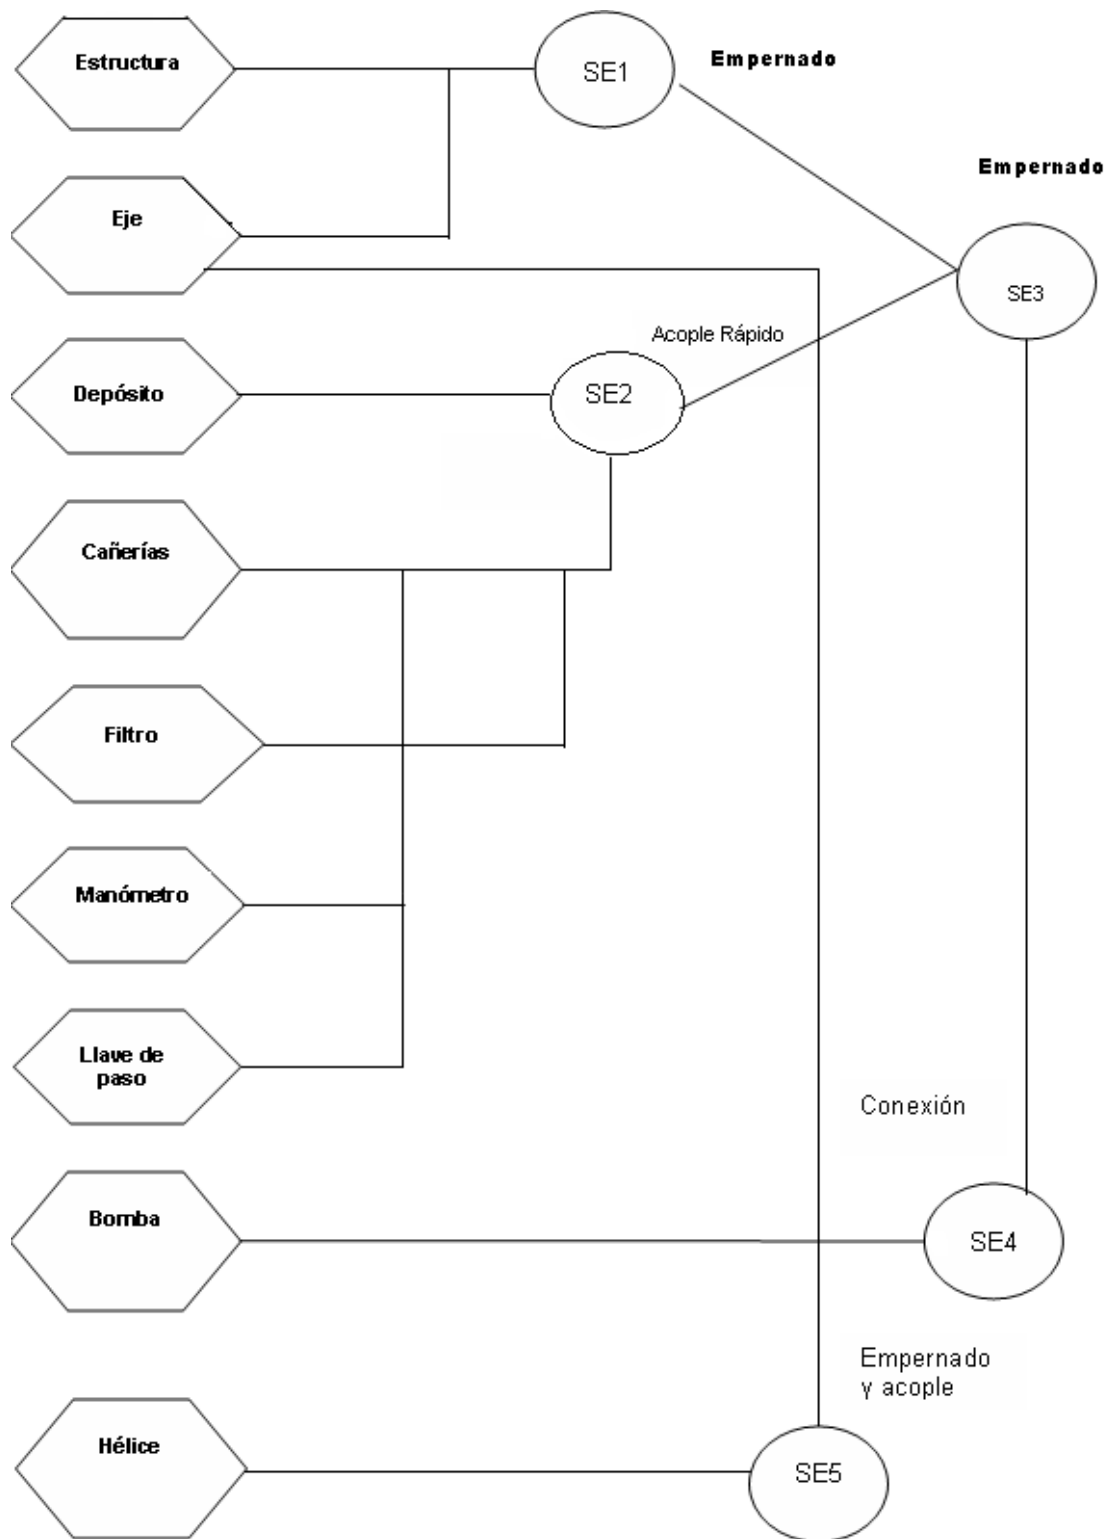 Estructura
SE1
Empernado
Empernado
Eje
SE3
Acople Rápido
Depósito
SE2
Cañerías
Filtro
Manómetro
Llave de
paso
Conexión
Bomba
SE4
Empernado
y acople
Hélice
SE5